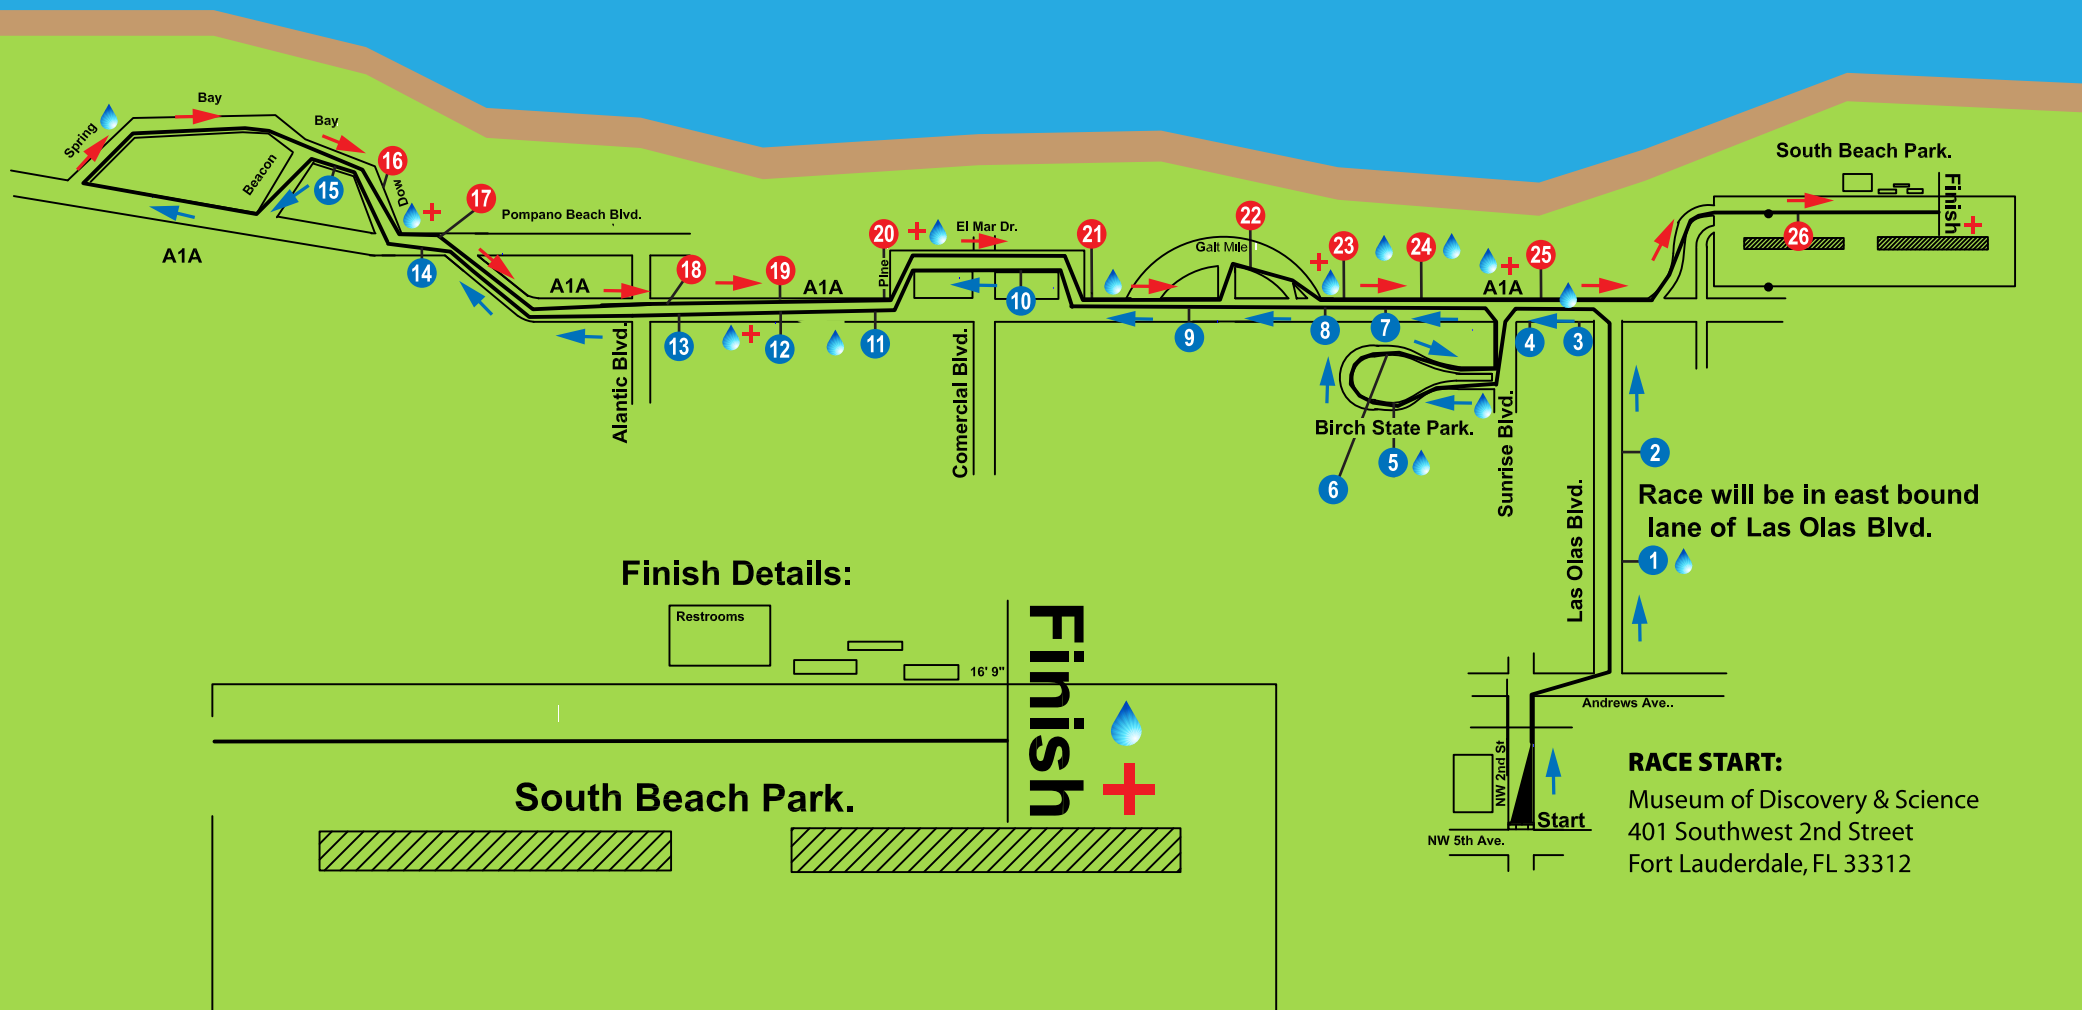 Bay
Spring
Bay
Beacon
16
Dow
15
17
Pompano Beach Blvd.
A1A
14
18
19
A1A
A1A
20
El Mar Dr.
Pine
21
22
Galt Mile
23
24
25
A1A
South Beach Park.
Finish
26
10
13
12
11
9
8
7
4
3
Alantic Blvd.
Comercial Blvd.
Birch State Park.
Sunrise Blvd.
5
6
2
Las Olas Blvd.
Race will be in east bound
lane of Las Olas Blvd.
1
Finish Details:
Restrooms
16' 9"
Finish
South Beach Park.
Andrews Ave..
NW 2nd St
Start
NW 5th Ave.
RACE START:
Museum of Discovery & Science
401 Southwest 2nd Street
Fort Lauderdale, FL 33312